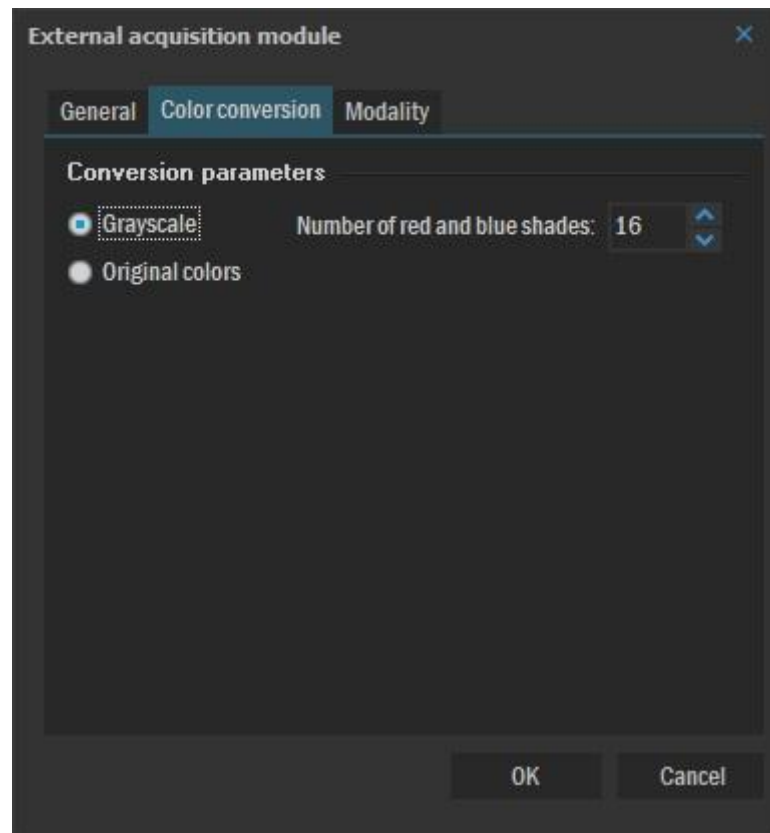 External acquisition module
General Color conversion Modality
Conversion parameters
Grayscale Number of red and blue shades: 16
Original colors
OK Cancel